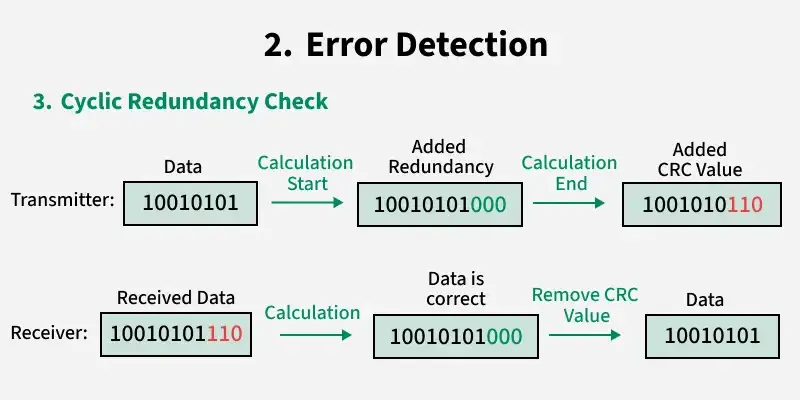 2. Error Detection
3. Cyclic Redundancy Check
Transmitter:
Data
10010101
Calculation
Start
Added
Redundancy
10010101000
Calculation
End
Added
CRC Value
1001010110
Receiver:
Received Data
10010101110
Calculation
Data is
correct
10010101000
Remove CRC
Value
Data
10010101